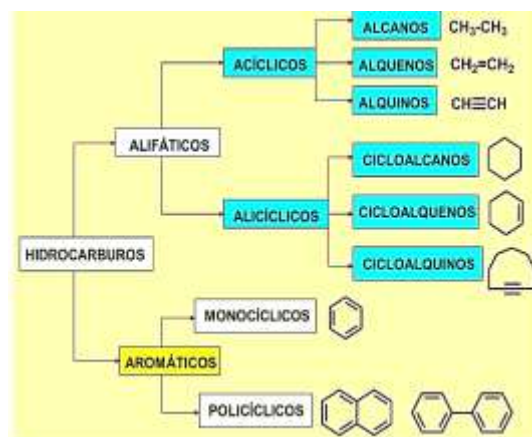 ALCANOS CH3-CH3
ACÍCLICOS ALQUENOS CH2=CH2
ALQUINOS CH≡CH
ALIFÁTICOS
CICLOALCANOS
ALICÍCLICOS CICLOALQUENOS
HIDROCARBUROS
CICLOALQUINOS
MONOCÍCLICOS
AROMÁTICOS
POLICÍCLICOS